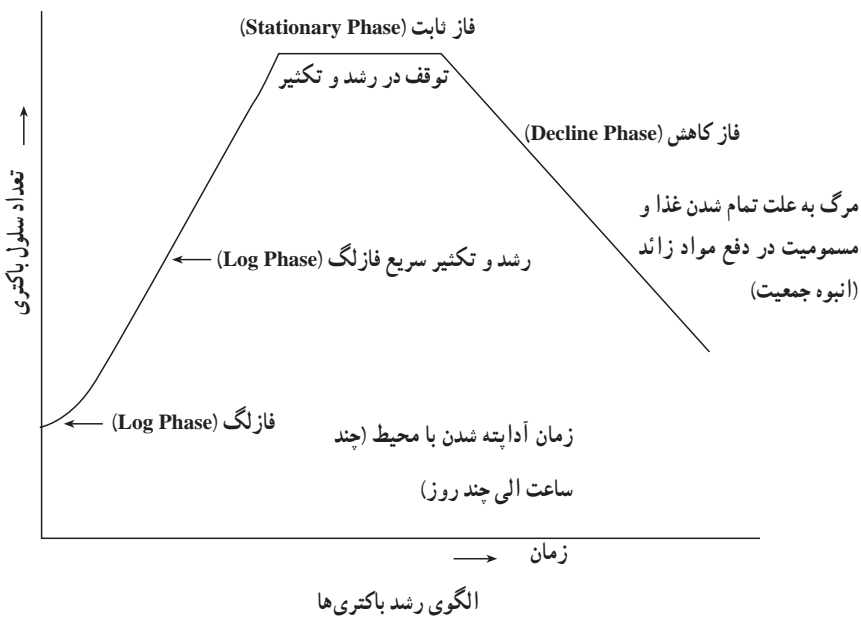 فاز ثابت (Stationary Phase)
توقف در رشد و تکثیر
فاز کاهش (Decline Phase)
مرگ به علت تمام شدن غذا و
مسمومیت در دفع مواد زائد
(انبوه جمعیت)
تعداد سلول باکتری
رشد و تکثیر سریع فازلگ (Log Phase)
فازلگ (Log Phase)
زمان آداپته شدن با محیط (چند
ساعت الی چند روز)
زمان
الگوی رشد باکتری‌ها